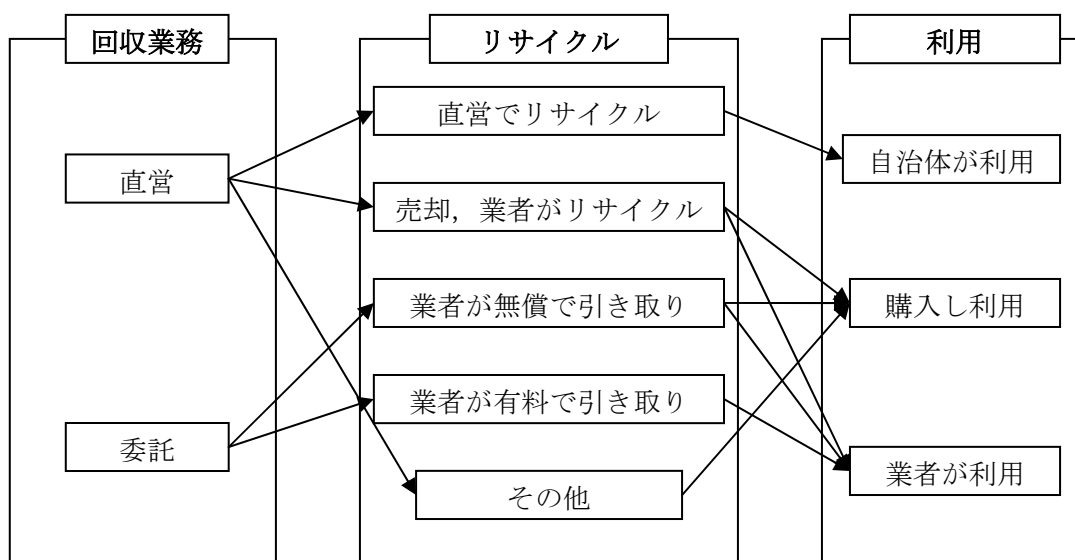 回収業務
リサイクル
利用
直営でリサイクル
自治体が利用
直営
売却，業者がリサイクル
業者が無償で引き取り
購入し利用
業者が有料で引き取り
委託
業者が利用
その他